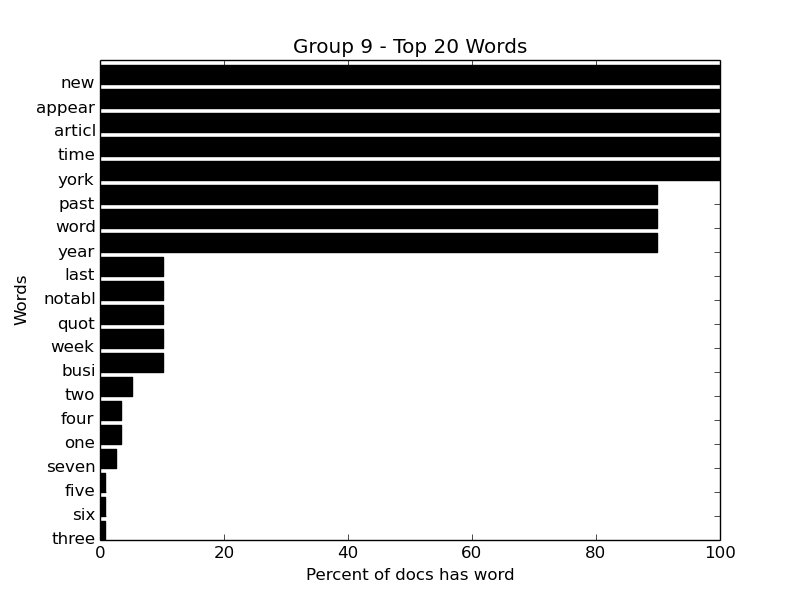 Group 9 - Top 20 Words
new
appear
articl
time
york
past
word
year
last
notabl
quot
week
busi
two
four
one
seven
five
six
three
Words
0 20 40 60 80 100
Percent of docs has word